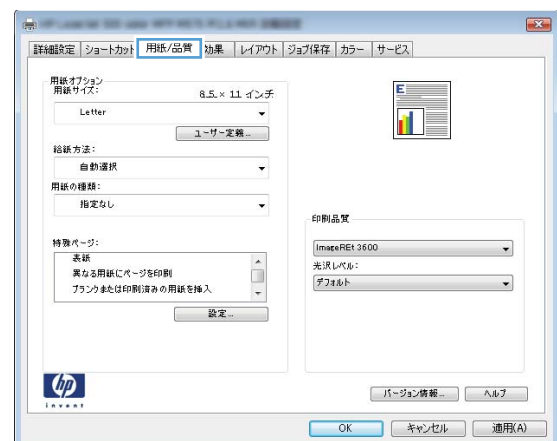 詳細設定 ショートカット 用紙/品質 効果 レイアウト ジョブ保存 カラー サービス
用紙オプション
用紙サイズ: 8.5 × 11 インチ
Letter
ユーザー定義...
給紙方法:
自動選択
用紙の種類:
指定なし
特殊ページ:
表紙
異なる用紙にページを印刷
ブランクまたは印刷済みの用紙を挿入
設定...
印刷品質
ImageREt 3600
光沢レベル:
デフォルト
E
hp
invent
バージョン情報... ヘルプ
OK キャンセル 適用(A)